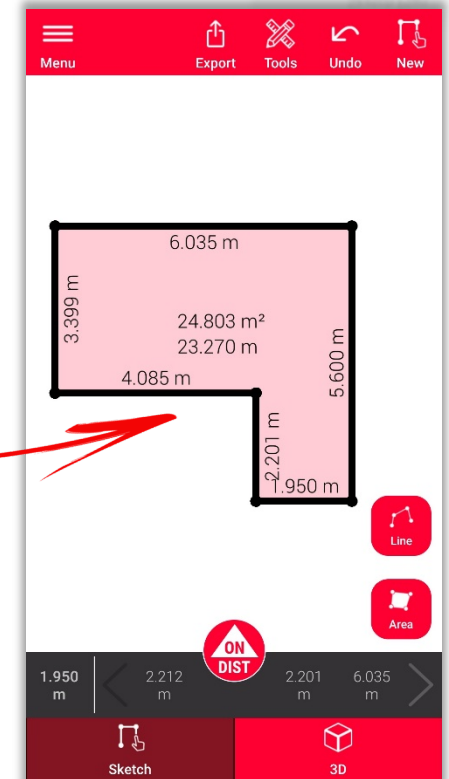 Menu
Export
Tools
Undo
New
6.035 m
3.399 m
24.803 m²
23.270 m
5.600 m
4.085 m
2.201 m
1.950 m
Line
Area
ON
DIST
1.950
m
2.212
m
2.201
m
6.035
m
Sketch
3D